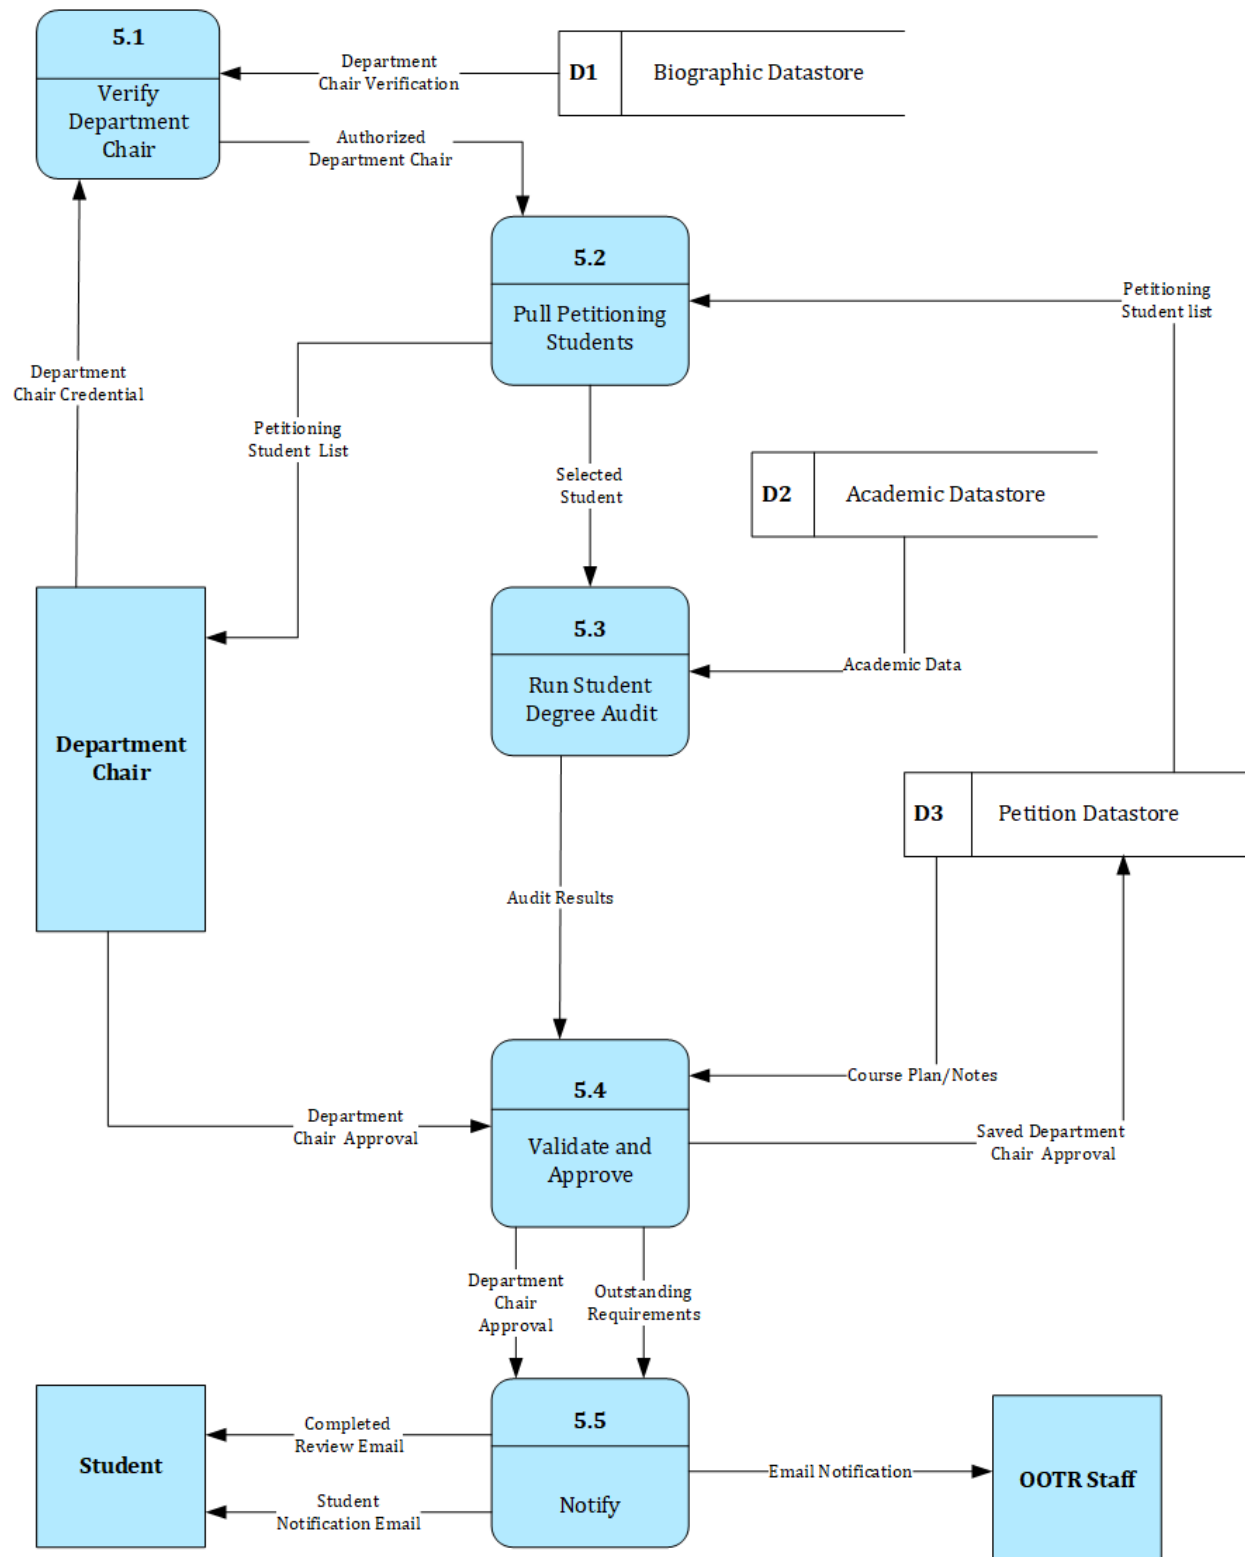 5.1
Verify
Department
Chair
Department
Chair Verification
D1
Biographic Datastore
Authorized
Department Chair
5.2
Pull Petitioning
Students
Petitioning
Student list
Department
Chair Credential
Petitioning
Student List
Selected
Student
D2
Academic Datastore
5.3
Run Student
Degree Audit
Academic Data
Department
Chair
D3
Petition Datastore
Audit Results
5.4
Validate and
Approve
Course Plan/Notes
Department
Chair Approval
Saved Department
Chair Approval
Department
Chair
Approval
Outstanding
Requirements
5.5
Notify
Completed
Review Email
Student
Student
Notification Email
Email Notification
OOTR Staff